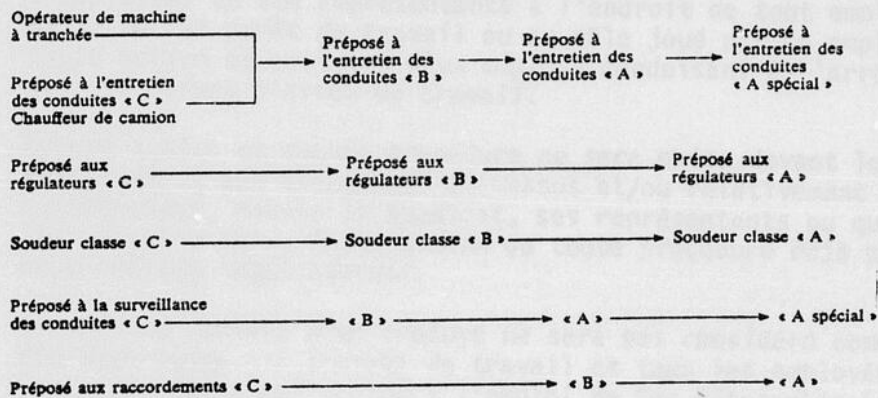 Opérateur de machine
à tranchée
Préposé à l'entretien
des conduites « C »
Chauffeur de camion
Préposé à
l'entretien des
conduites « B »
Préposé à
l'entretien des
conduites « A »
Préposé à
l'entretien des
conduites
« A spécial »
Préposé aux
régulateurs « C »
Préposé aux
régulateurs « B »
Préposé aux
régulateurs « A »
Soudeur classe « C »
Soudeur classe « B »
Soudeur classe « A »
Préposé à la surveillance
des conduites « C »
« B »
« A »
« A spécial »
Préposé aux raccordements « C »
« B »
« A »